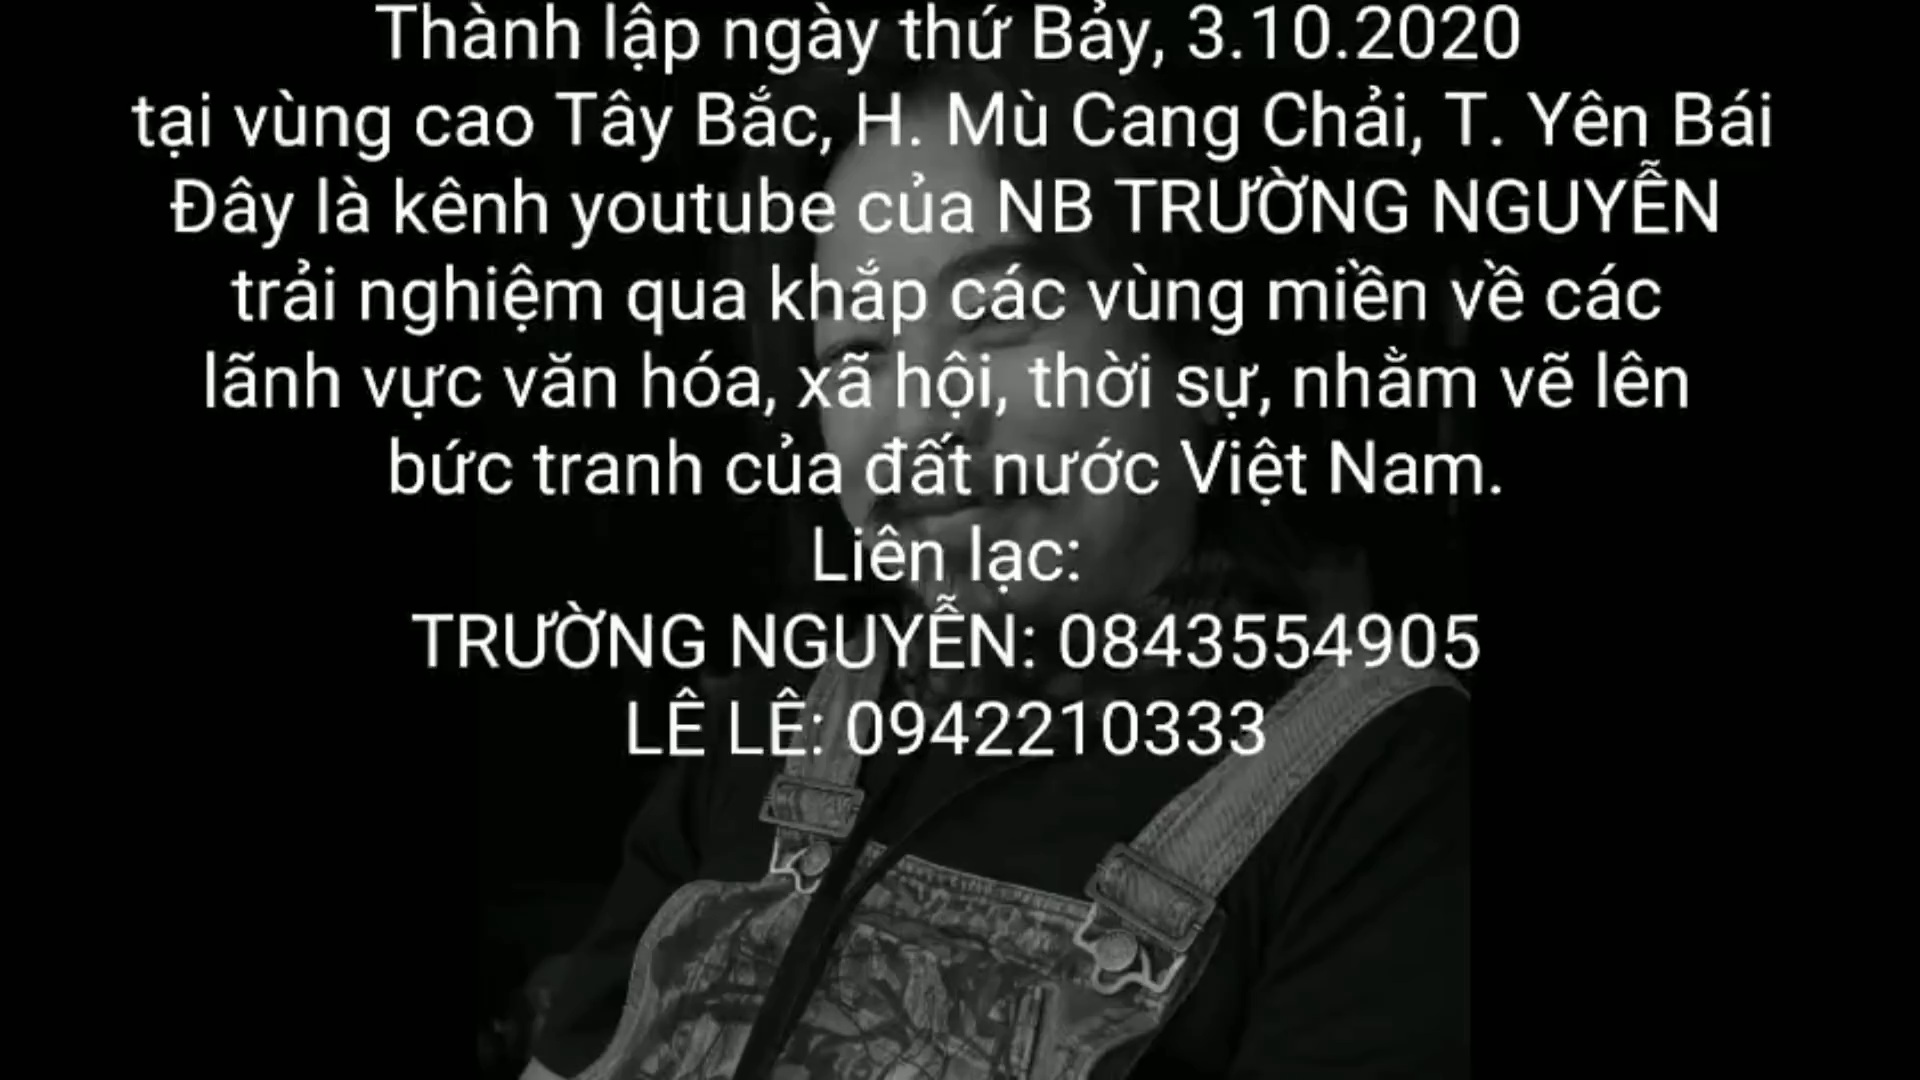 Thành lập ngày thứ Bảy, 3.10.2020
tại vùng cao Tây Bắc, H. Mù Cang Chải, T. Yên Bái
Đây là kênh youtube của NB TRƯỜNG NGUYỄN
trải nghiệm qua khắp các vùng miền về các
lãnh vực văn hóa, xã hội, thời sự, nhằm vẽ lên
bức tranh của đất nước Việt Nam.
Liên lạc:
TRƯỜNG NGUYỄN: 0843554905
LÊ LÊ: 0942210333